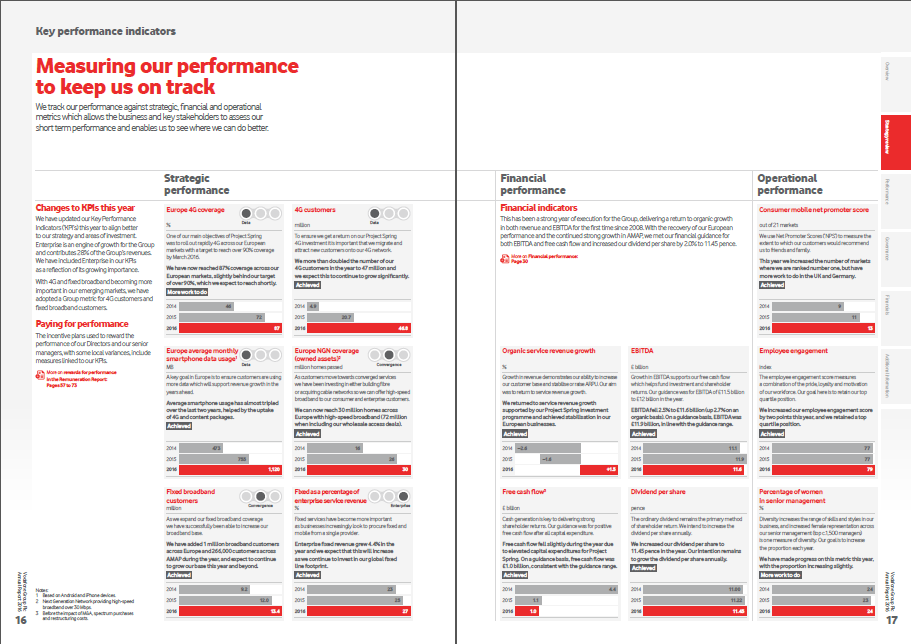 Key performance indicators
Measuring our performance
to keep us on track
We track our performance against strategic, financial and operational
metrics which allows the business and key stakeholders to assess our
short term performance and enables us to see where we can do better.
Strategic
performance
Changes to KPIs this year
We have updated our Key Performance
Indicators ('KPIs') this year to align better
to our strategy and areas of investment.
Enterprise is an engine of growth for the Group
and contributes 28% of the Group's revenues.
We have included Enterprise in our KPIs
as a reflection of its growing importance.
With 4G and fixed broadband becoming more
important in our emerging markets, we have
adopted a Group metric for 4G customers and
fixed broadband customers.
Paying for performance
The incentive plans used to reward the
performance of our Directors and our senior
managers, with some local variances, include
measures linked to our KPIs.
More on rewards for performance
in the Remuneration Report:
Pages 57 to 73
Europe 4G coverage
Data
%
One of our main objectives of Project Spring
was to roll out rapidly 4G across our European
markets with a target to reach over 90% coverage
by March 2016.
We have now reached 87% coverage across our
European markets, slightly behind our target
of over 90%, which we expect to reach shortly.
More work to do
2014
2015 72
2016 87
4G customers
Data
million
To ensure we get a return on our Project Spring
4G investment it is important that we migrate and
attract new customers onto our 4G network.
We more than doubled the number of our
4G customers in the year to 47 million and
we expect this continue to grow significantly.
Achieved
2014
2015 20.7
2016 46.8
Europe average monthly
smartphone data usage¹
Data
MB
A key goal in Europe is to ensure customers are using
more data which will support revenue growth in the
years ahead.
Average smartphone usage has almost tripled
over the last two years, helped by the uptake
of 4G and content packages.
Achieved
2014
2015
2016 1,120
Europe NGN coverage
(owned assets)²
Convergence
million homes passed
As customers move towards converged services
we have been investing in either building fibre
or acquiring cable networks so we can offer high-speed
broadband to our consumer and enterprise customers.
We can now reach 30 million homes across
Europe with high-speed broadband (72 million
when including our wholesale access deals).
Achieved
2014
2015
2016 30
Fixed broadband
customers
Convergence
million
As we expand our fixed broadband coverage
we have successfully been able to increase our
broadband base.
We have added 1 million broadband customers
across Europe and 266,000 customers across
AMAP during the year, and expect to continue
to grow our base this year and beyond.
Achieved
2014 9.2
2015 12.0
2016 13.4
Fixed as a percentage of
enterprise service revenue
Enterprise
%
Fixed services have become more important
as businesses increasingly look to procure fixed and
mobile from a single provider.
Enterprise fixed revenue grew 4.4% in the year
and we expect that this will increase
as we continue to invest in our global fixed
line footprint.
Achieved
2014 25
2015 25
2016 27
Notes
1 Based on Android and iPhone devices.
2 Next Generation Network providing high-speed
broadband over 30 Mbps.
3 Before the impact of M&A, spectrum purchases
and restructuring costs.
Vodafone Group Plc
Annual Report 2016
16
Financial
performance
Financial indicators
This has been a strong year of execution for the Group, delivering a return to organic growth
in both revenue and EBITDA for the first time since 2008. With the recovery of our European
performance and the continued strong growth in AMAP, we met our financial guidance for
both EBITDA and free cash flow and increased our dividend per share by 2.0% to 11.45 pence.
More on Financial performance:
Page 30
Organic service revenue growth
%
Growth in revenue demonstrates our ability to increase
our customer base and stabilise or raise ARPU. Our aim
was to return to service revenue growth.
We returned to service revenue growth
supported by our Project Spring investment
programme and achieved stabilisation in our
European businesses.
Achieved
2014
2015 –1.6
2016 +1.5
EBITDA
£ billion
Growth in EBITDA supports our free cash flow
which helps fund investment and shareholder
returns. Our guidance was for EBITDA of £11.5 billion
to £12 billion in the year.
EBITDA fell 2.5% to £11.6 billion (up 2.7% on an
organic basis). On a guidance basis, EBITDA was
£11.9 billion, in line with the guidance range.
Achieved
2014 11.1
2015 11.9
2016 11.6
Free cash flow³
£ billion
Cash generation is key to delivering strong
shareholder returns. Our guidance was for positive
free cash flow after all capital expenditure.
Free cash flow fell slightly during the year due
to elevated capital expenditures for Project
Spring. On a guidance basis, free cash flow was
£1.0 billion, consistent with the guidance range.
Achieved
2014 4.4
2015 1.1
2016 1.0
Dividend per share
pence
The ordinary dividend remains the primary method
of shareholder return. We intend to increase the
dividend per share annually.
We increased our dividend per share to
11.45 pence in the year. Our intention remains
to grow the dividend per share annually.
Achieved
2014 11.00
2015 11.22
2016 11.45
Operational
performance
Consumer mobile net promoter score
out of 21 markets
We use Net Promoter Scores ('NPS') to measure the
extent to which our customers would recommend
us to friends and family.
This year we increased the number of markets
where we are ranked number one, but have
more work to do in the UK and Germany.
Achieved
2014 9
2015 11
2016 13
Employee engagement
index
The employee engagement score measures
a combination of the pride, loyalty and motivation
of our workforce. Our goal here is to retain our top
quartile position.
We increased our employee engagement score
by two points this year, and we retained a top
quartile position.
Achieved
2014 77
2015 77
2016 79
Percentage of women
in senior management
%
Diversity increases the range of skills and styles in our
business, and increased female representation across
our senior management (top c.1,500 managers)
is one measure of diversity. Our goal is to increase
the proportion each year.
We have made progress on this metric this year,
with the proportion increasing slightly.
More work to do
2014
2015
2016 24
Overview
Strategy review
Performance
Governance
Financials
Additional information
Vodafone Group Plc
Annual Report 2016
17